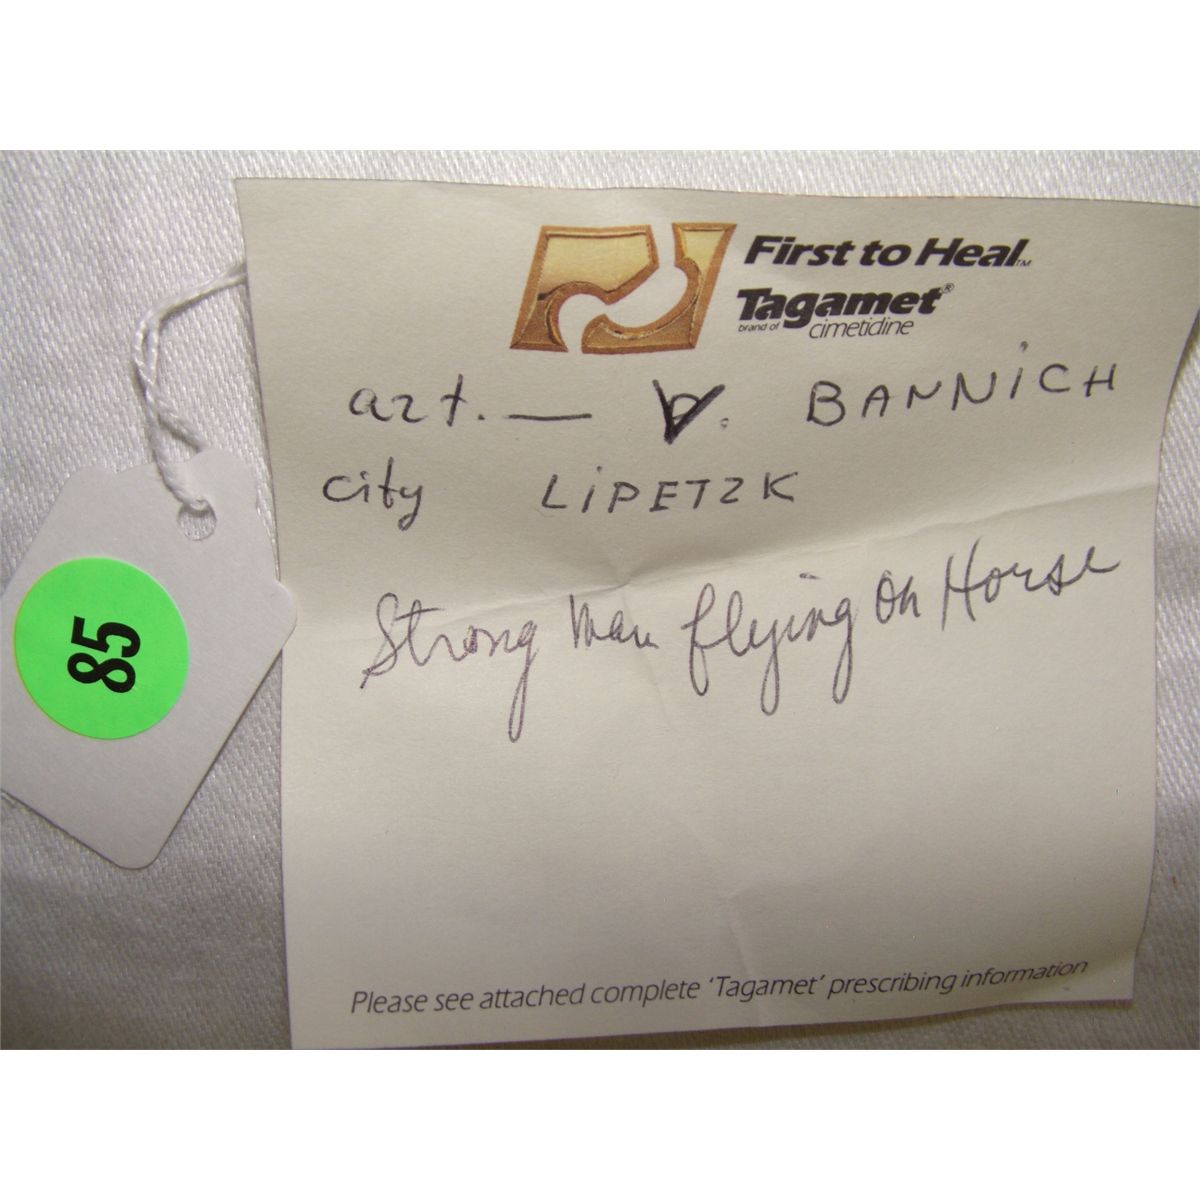 First to Heal™
Tagamet®
brand of cimetidine
art. — V. BANNiCH
city LiPETZK
Strong Man flying on Horse
85
Please see attached complete 'Tagamet' prescribing information